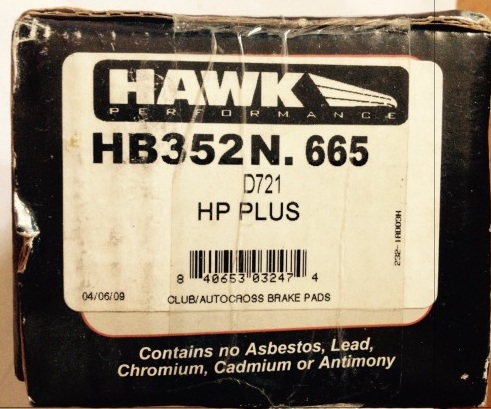 HAWK
PERFORMANCE
HB352N. 665
D721
HP PLUS
232-1AD03H
8 40653 03247 4
04/06/09 CLUB/AUTOCROSS BRAKE PADS
Contains no Asbestos, Lead,
Chromium, Cadmium or Antimony